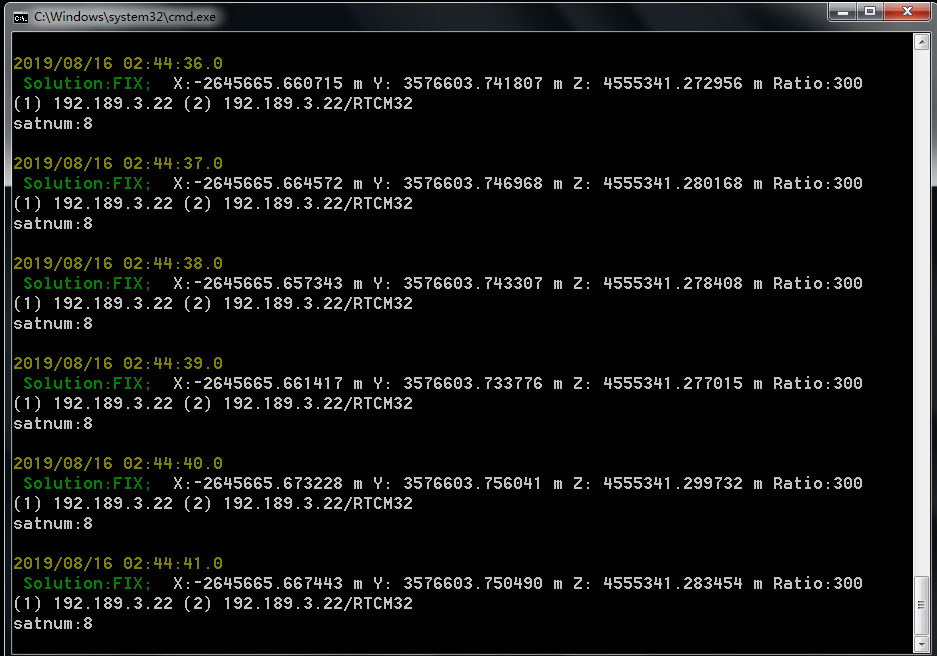 C:\Windows\system32\cmd.exe
2019/08/16 02:44:36.0
Solution:FIX;  X:-2645665.660715 m Y: 3576603.741807 m Z: 4555341.272956 m Ratio:300
(1) 192.189.3.22 (2) 192.189.3.22/RTCM32
satnum:8
2019/08/16 02:44:37.0
Solution:FIX;  X:-2645665.664572 m Y: 3576603.746968 m Z: 4555341.280168 m Ratio:300
(1) 192.189.3.22 (2) 192.189.3.22/RTCM32
satnum:8
2019/08/16 02:44:38.0
Solution:FIX;  X:-2645665.657343 m Y: 3576603.743307 m Z: 4555341.278408 m Ratio:300
(1) 192.189.3.22 (2) 192.189.3.22/RTCM32
satnum:8
2019/08/16 02:44:39.0
Solution:FIX;  X:-2645665.661417 m Y: 3576603.733776 m Z: 4555341.277015 m Ratio:300
(1) 192.189.3.22 (2) 192.189.3.22/RTCM32
satnum:8
2019/08/16 02:44:40.0
Solution:FIX;  X:-2645665.673228 m Y: 3576603.756041 m Z: 4555341.299732 m Ratio:300
(1) 192.189.3.22 (2) 192.189.3.22/RTCM32
satnum:8
2019/08/16 02:44:41.0
Solution:FIX;  X:-2645665.667443 m Y: 3576603.750490 m Z: 4555341.283454 m Ratio:300
(1) 192.189.3.22 (2) 192.189.3.22/RTCM32
satnum:8